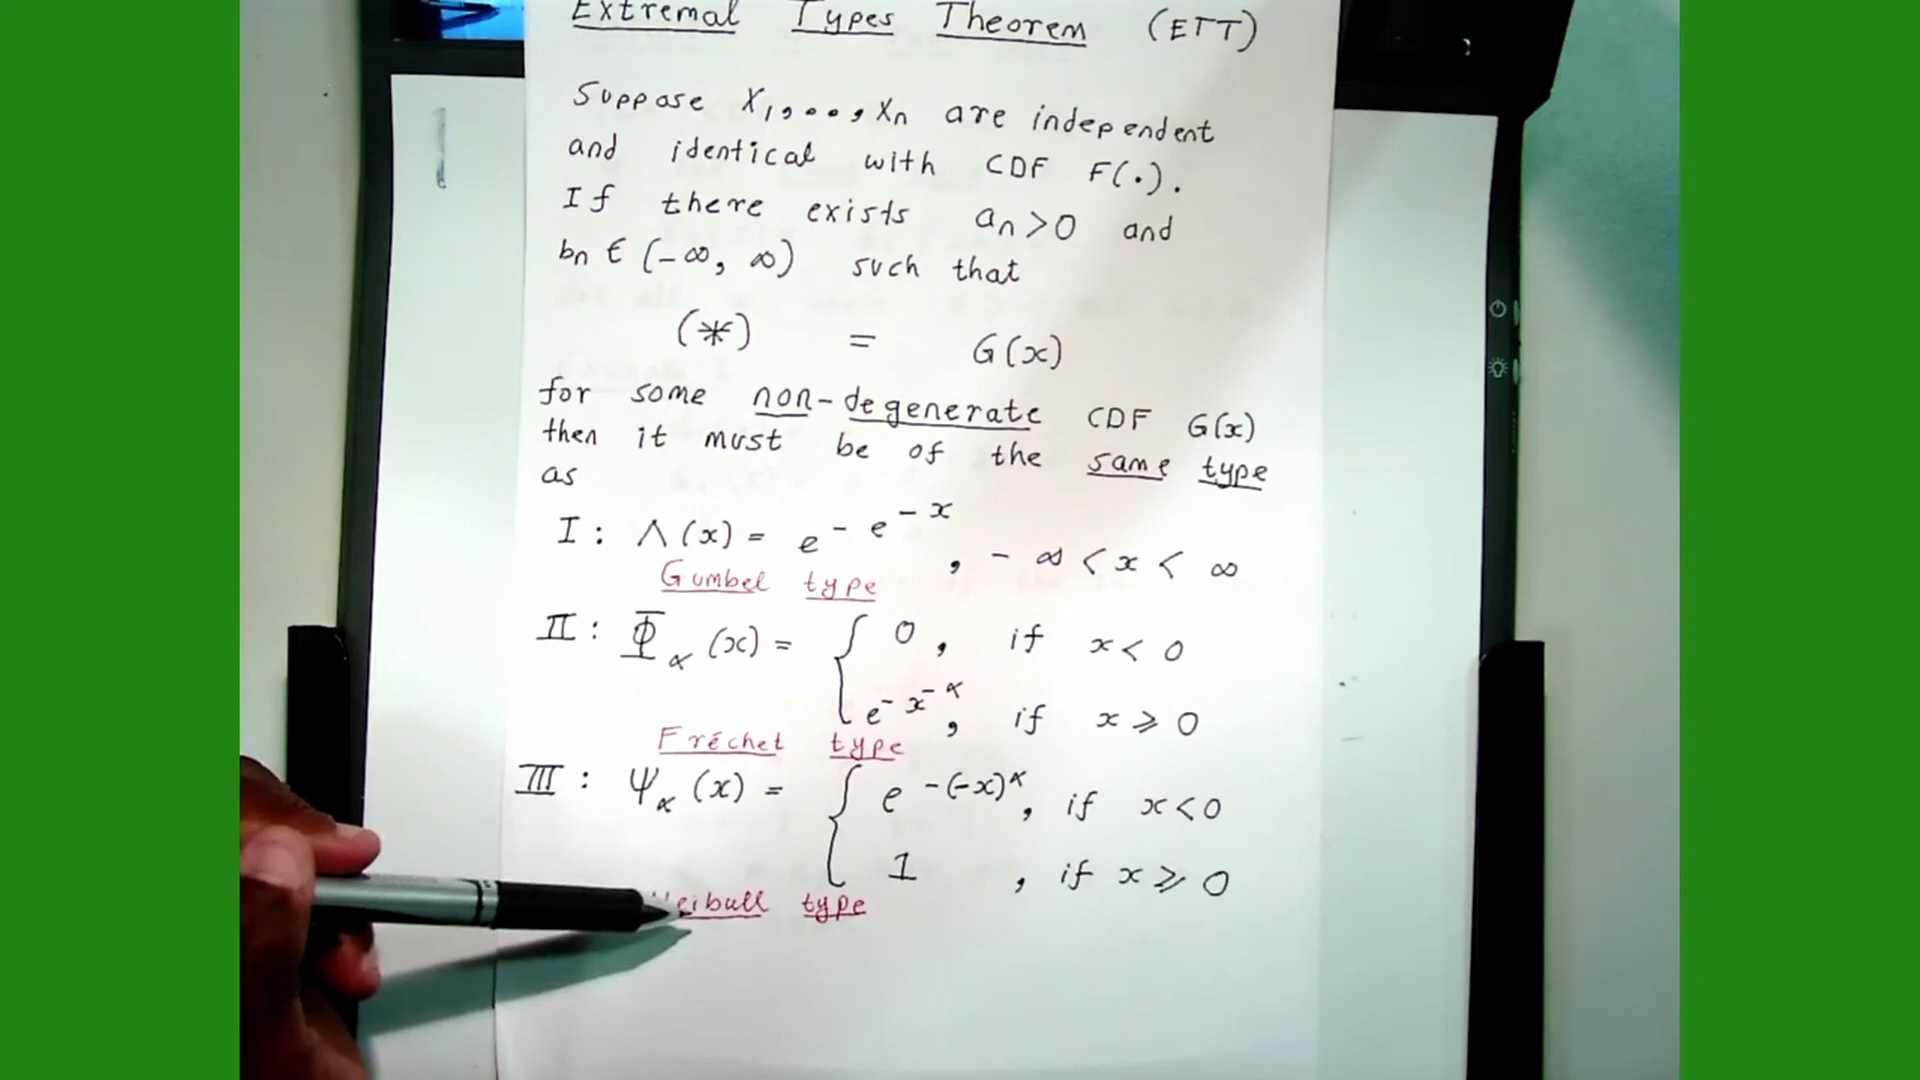 Extremal Types Theorem (ETT)
Suppose X₁,..., Xₙ are independent
and identical with CDF F(·).
If there exists aₙ>0 and
bₙ ∈ (-∞, ∞) such that
(*) = G(x)
for some non-degenerate CDF G(x)
then it must be of the same type
as
I: Λ(x) = e^{-e^{-x}}, -∞ < x < ∞
Gumbel type
II: Φ_α(x) = { 0, if x < 0
e^{-x^{-α}}, if x ⩾ 0
Fréchet type
III: Ψ_α(x) = { e^{-(-x)^α}, if x < 0
1, if x ⩾ 0
type